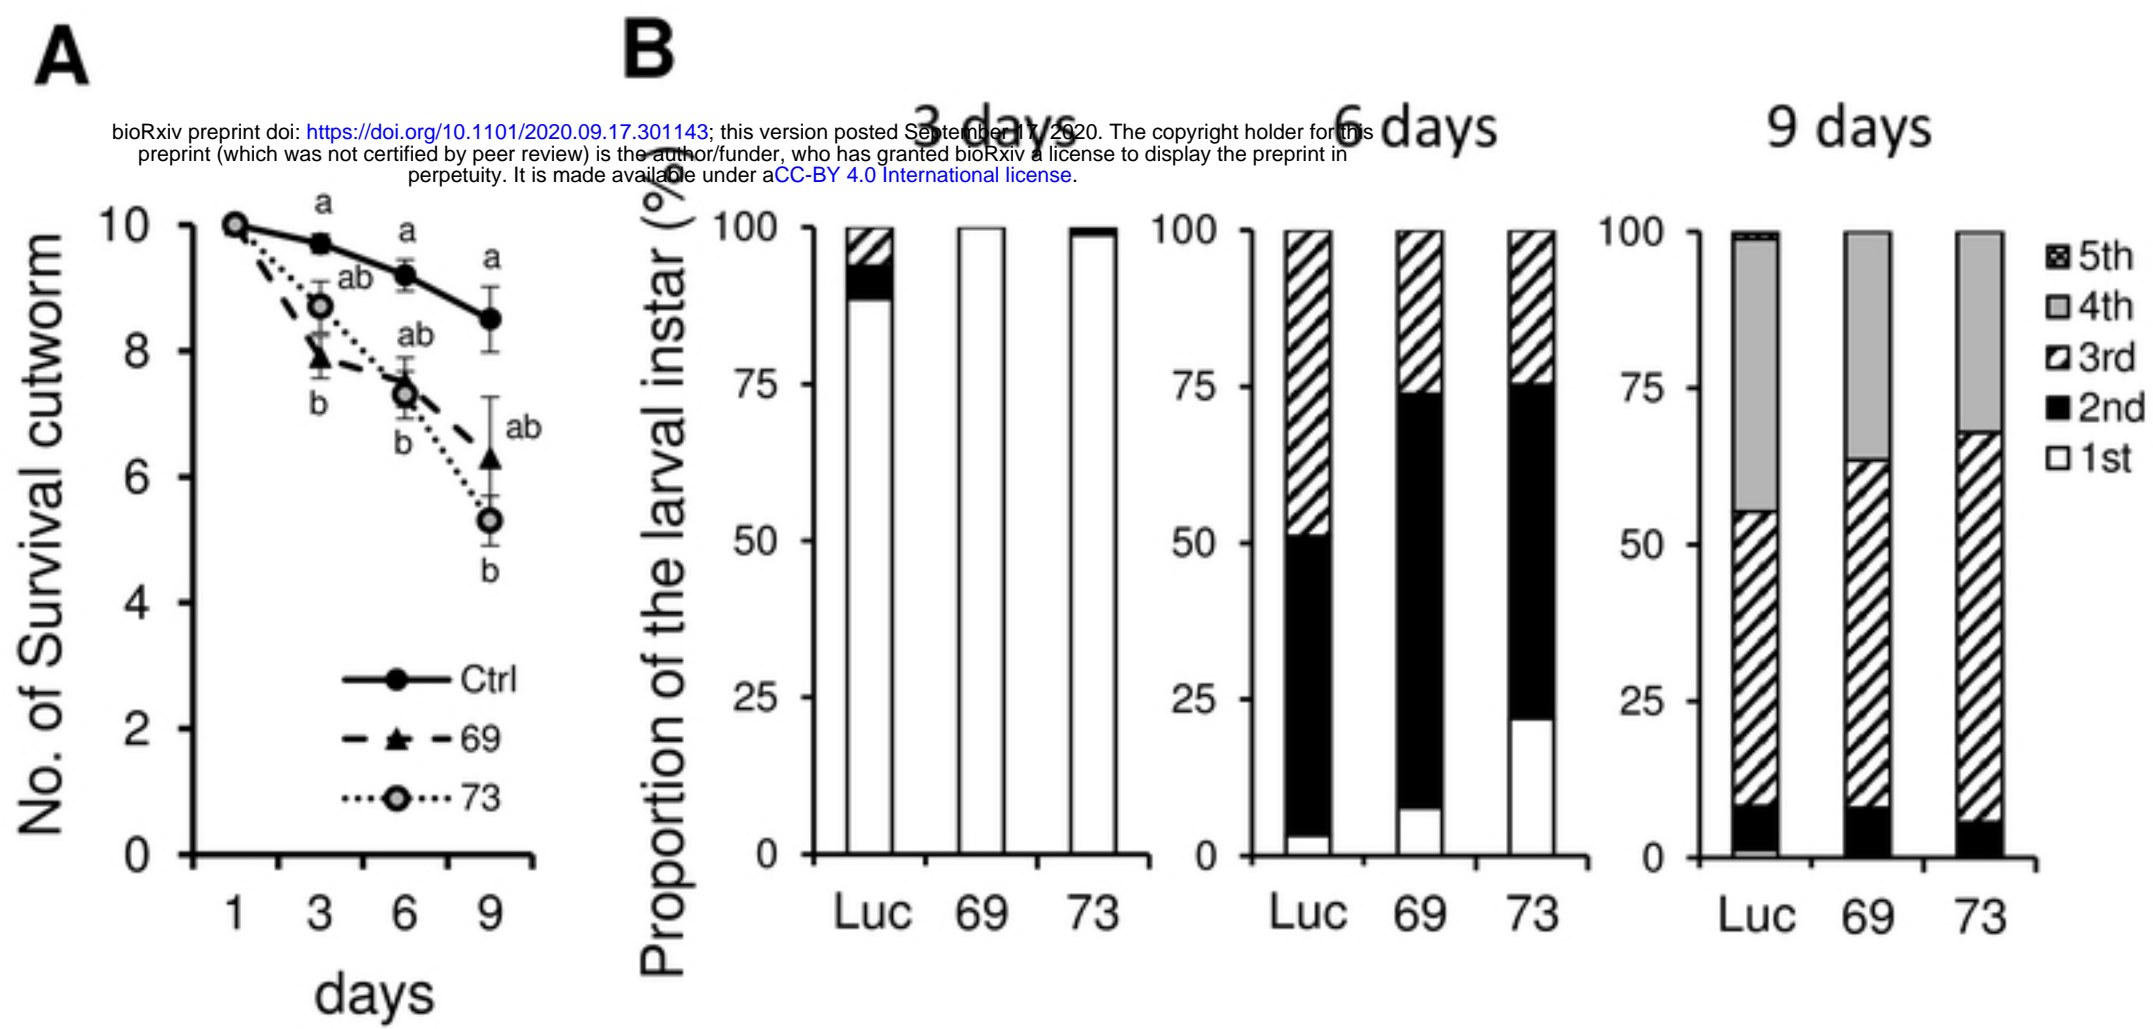 A
B
3 days
6 days
9 days
bioRxiv preprint doi: https://doi.org/10.1101/2020.09.17.301143; this version posted September 17, 2020. The copyright holder for this
preprint (which was not certified by peer review) is the author/funder, who has granted bioRxiv a license to display the preprint in
perpetuity. It is made available under aCC-BY 4.0 International license.
No. of Survival cutworm
10
8
6
4
2
0
a
a
a
ab
ab
ab
b
b
b
Ctrl
69
73
1 3 6 9
days
Proportion of the larval instar (%)
100
75
50
25
0
Luc 69 73
100
75
50
25
0
Luc 69 73
100
75
50
25
0
Luc 69 73
5th
4th
3rd
2nd
1st